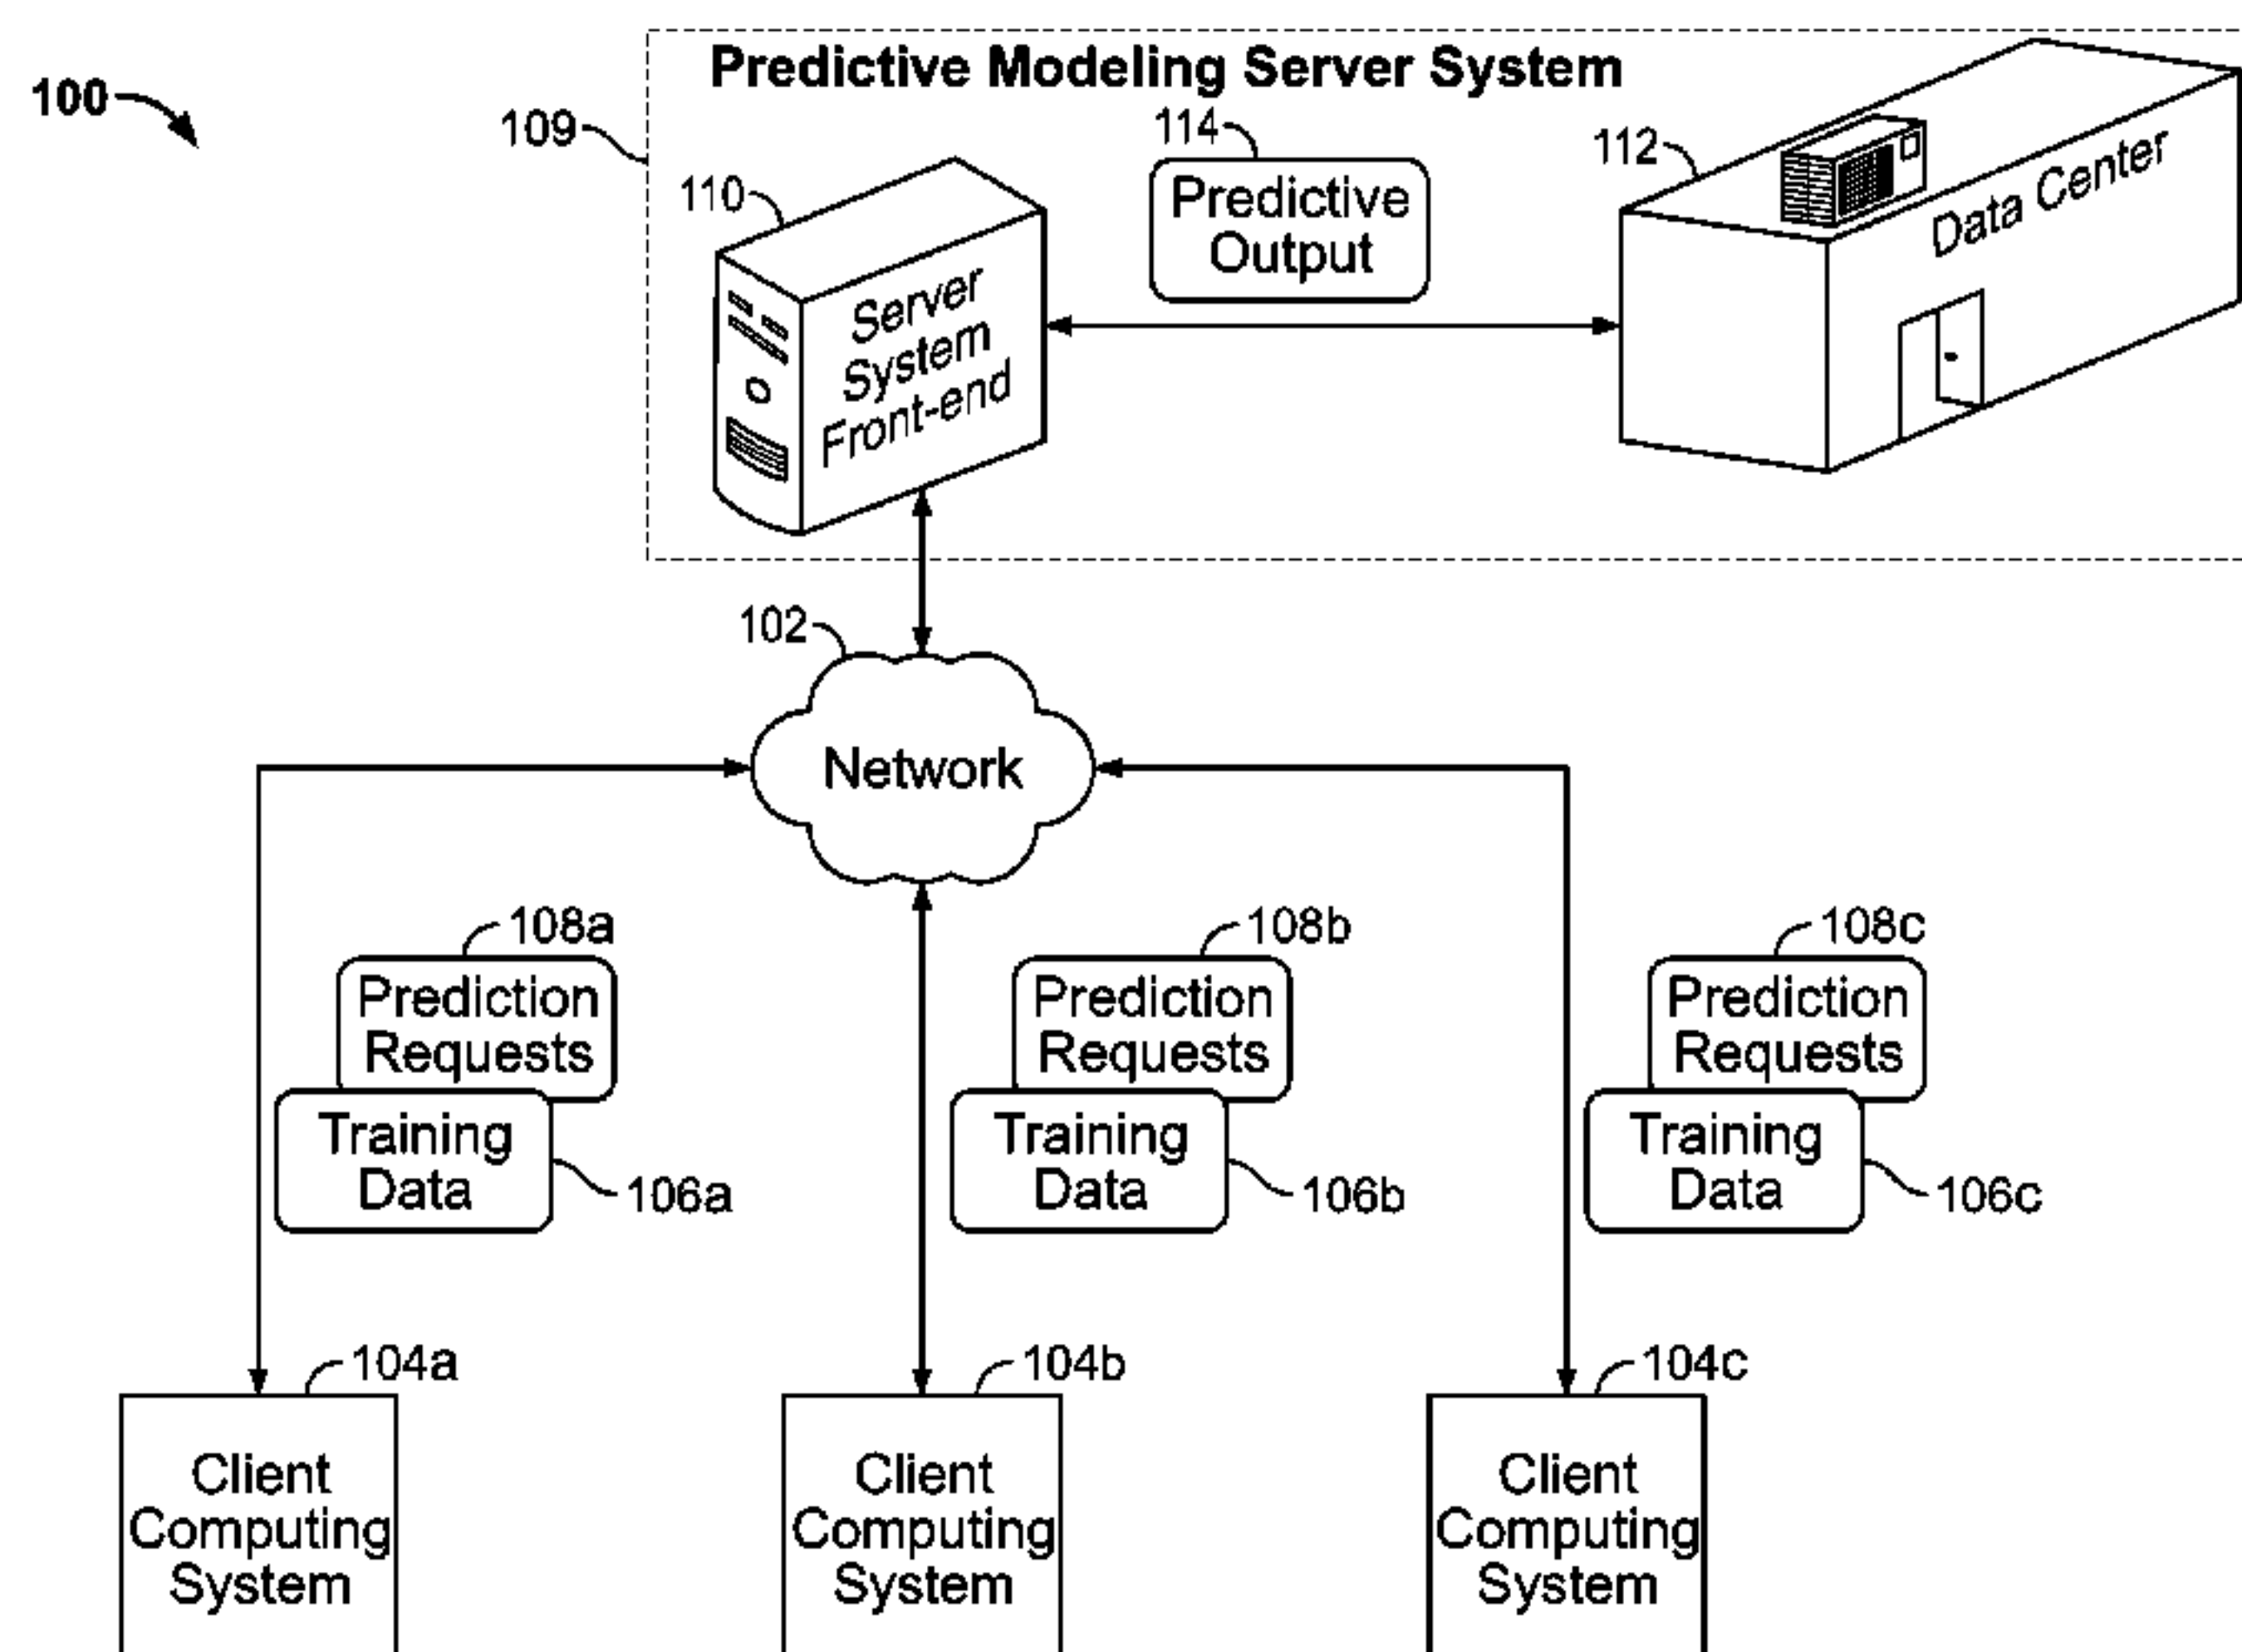 Predictive Modeling Server System
100
109
114
112
110
Predictive
Output
Data Center
Server
System
Front-end
102
Network
108a
108b
108c
Prediction
Requests
Prediction
Requests
Prediction
Requests
Training
Data
Training
Data
Training
Data
106a
106b
106c
104a
104b
104c
Client
Computing
System
Client
Computing
System
Client
Computing
System